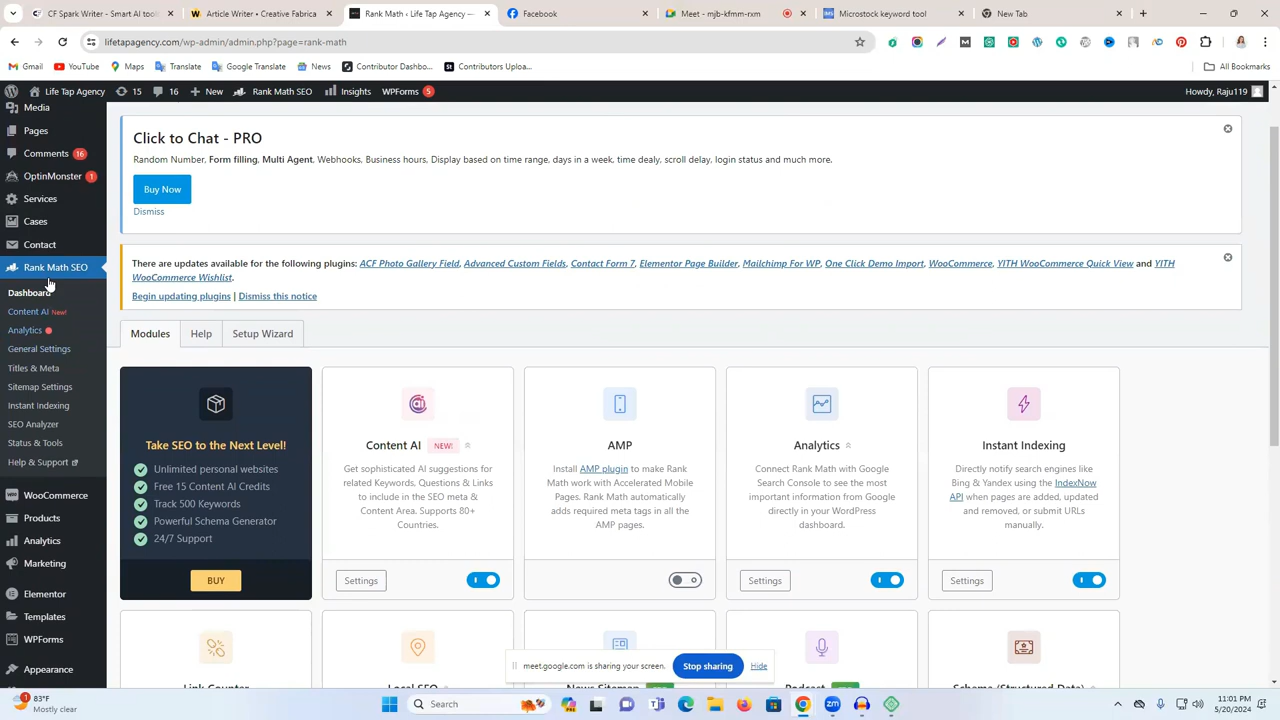 CF SEO Template - 1st time
Article Writer - Creative Fabrica
Rank Math ‹ Life Tap Agency —
Facebook
Meet - mjb-kfmm-rxm
Microstock keyword tool
New Tab
lifetapagency.com/wp-admin/admin.php?page=rank-math
Gmail
YouTube
Maps
Translate
Google Translate
News
Contributor Dashbo...
Contributors Uploa...
All Bookmarks
Life Tap Agency
15
16
+ New
Rank Math SEO
Insights
WPForms 5
Howdy, Raju119
Media
Pages
Comments 16
OptinMonster 1
Services
Cases
Contact
Rank Math SEO
Dashboard
Content AI New!
Analytics
General Settings
Titles & Meta
Sitemap Settings
Instant Indexing
SEO Analyzer
Status & Tools
Help & Support
WooCommerce
Products
Analytics
Marketing
Elementor
Templates
WPForms
Appearance
Click to Chat - PRO
Random Number, Form filling, Multi Agent. Webhooks, Business hours, Display based on time range, days in a week, time dealy, scroll delay, login status and much more.
Buy Now
Dismiss
There are updates available for the following plugins: ACF Photo Gallery Field, Advanced Custom Fields, Contact Form 7, Elementor Page Builder, Mailchimp For WP, One Click Demo Import, WooCommerce, YITH WooCommerce Quick View and YITH
WooCommerce Wishlist.
Begin updating plugins | Dismiss this notice
Modules
Help
Setup Wizard
Take SEO to the Next Level!
Unlimited personal websites
Free 15 Content AI Credits
Track 500 Keywords
Powerful Schema Generator
24/7 Support
BUY
Content AI NEW!
Get sophisticated AI suggestions for
related Keywords, Questions & Links
to include in the SEO meta &
Content Area. Supports 80+
Countries.
Settings
AMP
Install AMP plugin to make Rank
Math work with Accelerated Mobile
Pages. Rank Math automatically
adds required meta tags in all the
AMP pages.
Analytics
Connect Rank Math with Google
Search Console to see the most
important information from Google
directly in your WordPress
dashboard.
Settings
Instant Indexing
Directly notify search engines like
Bing & Yandex using the IndexNow
API when pages are added, updated
and removed, or submit URLs
manually.
Settings
Link Counter
Local SEO
News Sitemap
Podcast
Schema (Structured Data)
meet.google.com is sharing your screen.
Stop sharing
Hide
83°F
Mostly clear
Search
11:01 PM
5/20/2024